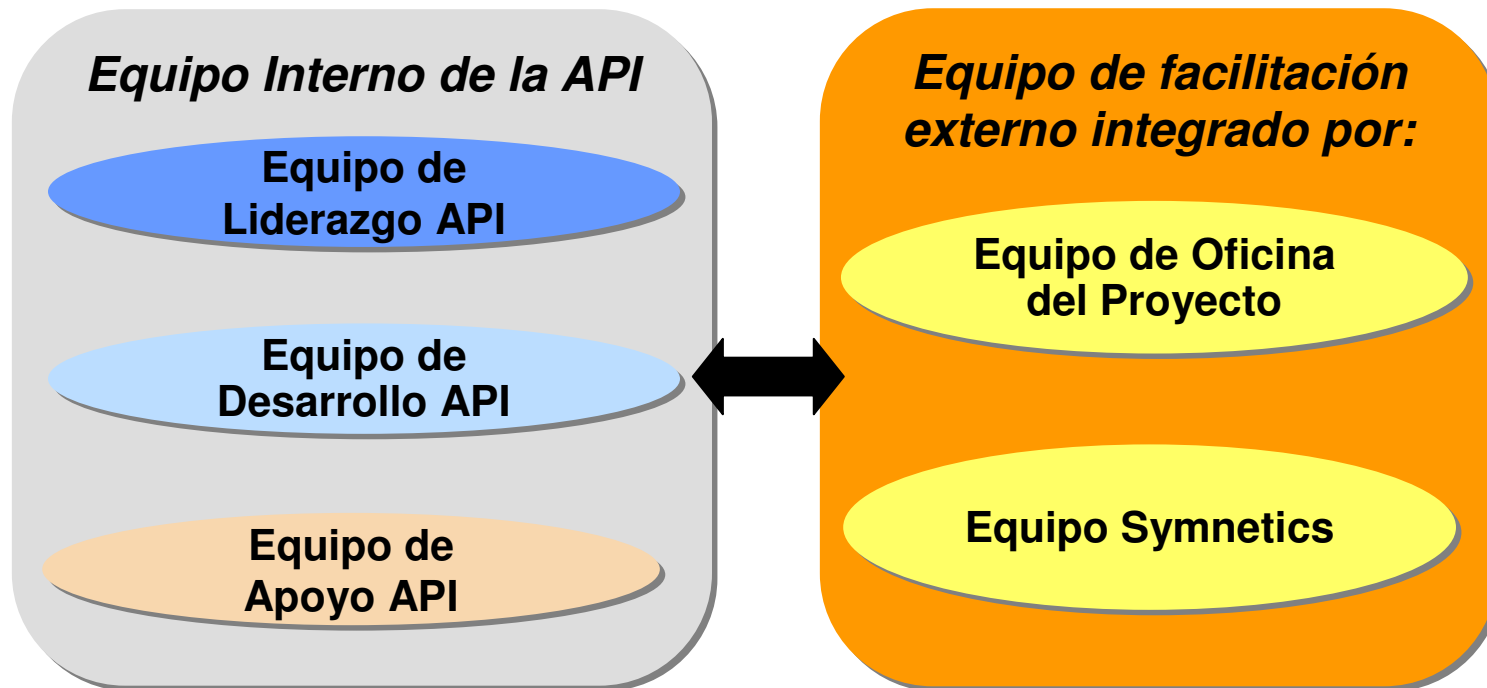 Equipo Interno de la API
Equipo de
Liderazgo API
Equipo de
Desarrollo API
Equipo de
Apoyo API
Equipo de facilitación
externo integrado por:
Equipo de Oficina
del Proyecto
Equipo Symnetics